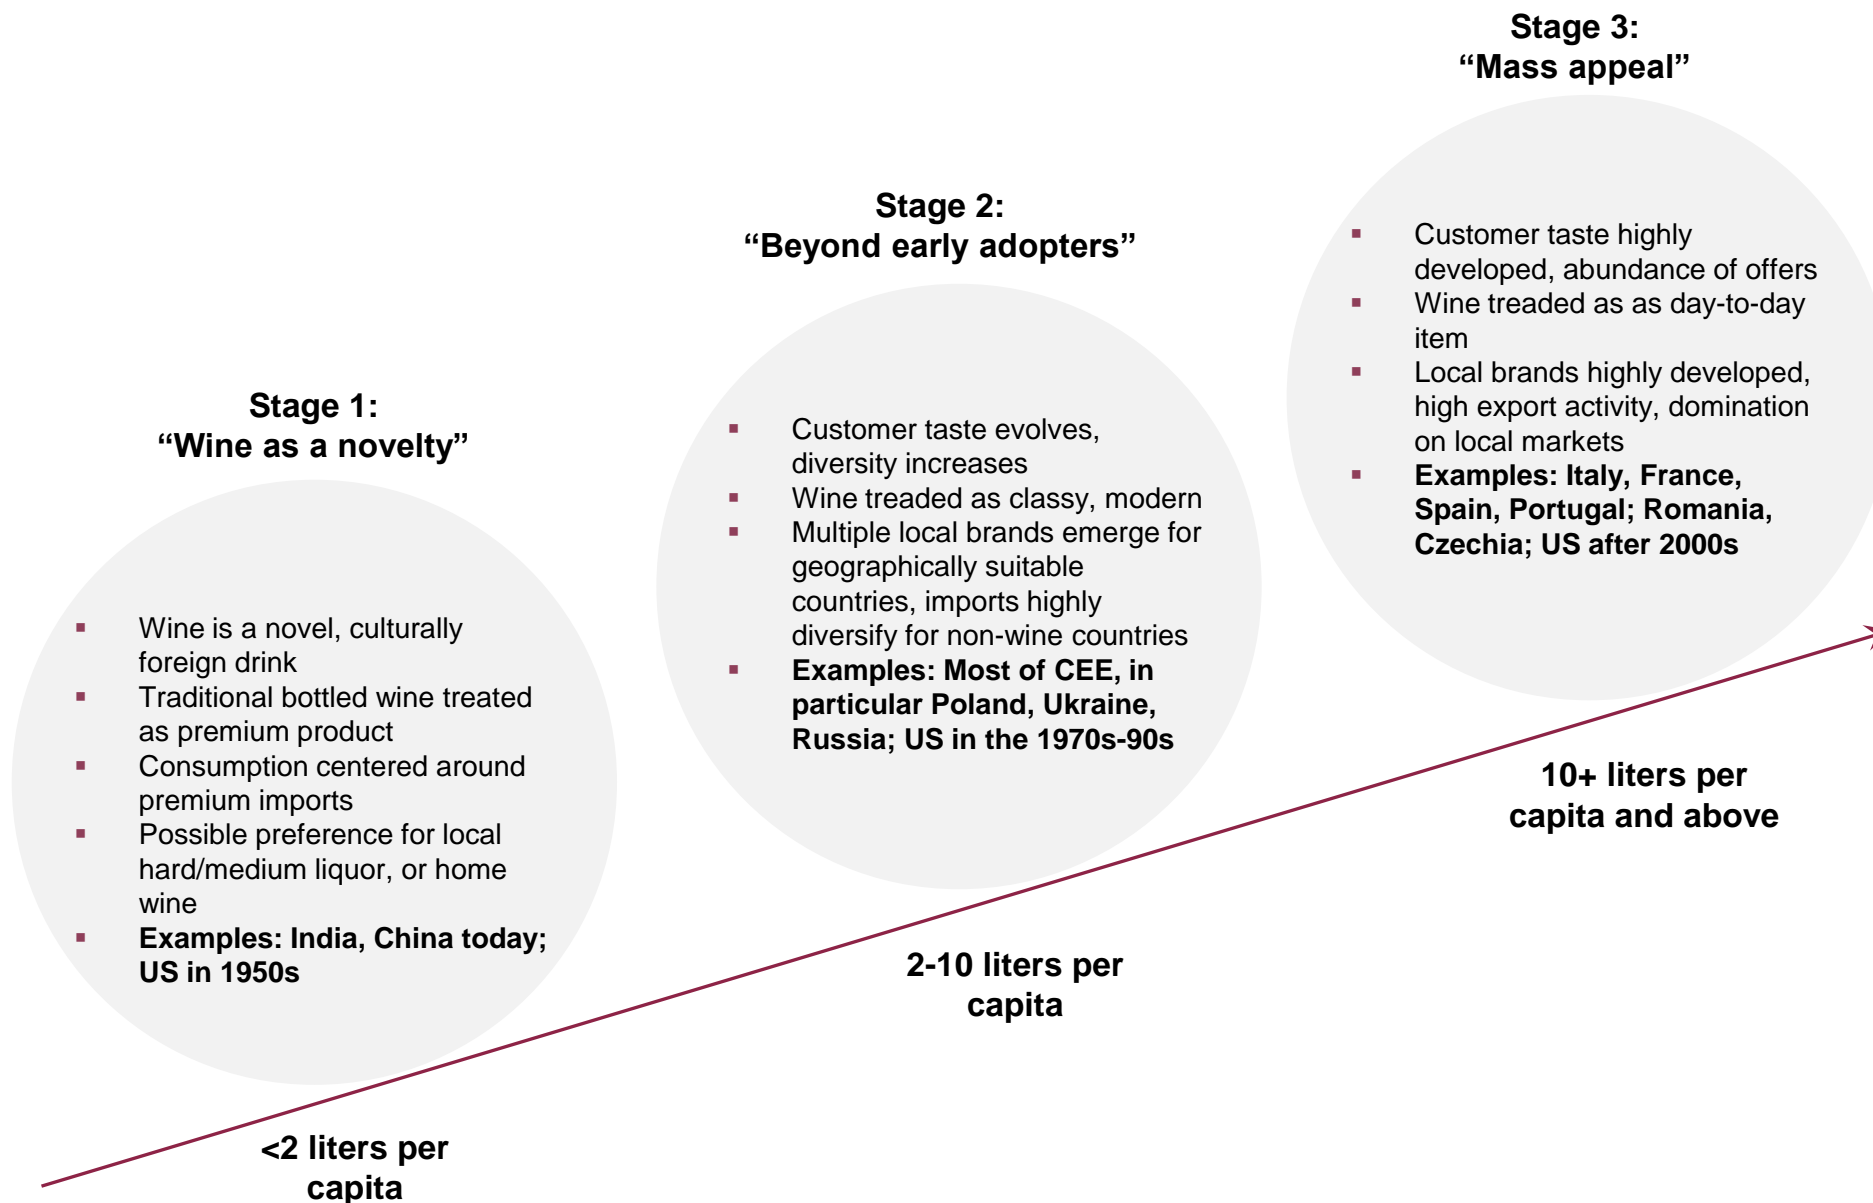 Stage 1:
“Wine as a novelty”
▪ Wine is a novel, culturally
foreign drink
▪ Traditional bottled wine treated
as premium product
▪ Consumption centered around
premium imports
▪ Possible preference for local
hard/medium liquor, or home
wine
▪ Examples: India, China today;
US in 1950s
<2 liters per
capita
Stage 2:
“Beyond early adopters”
▪ Customer taste evolves,
diversity increases
▪ Wine treaded as classy, modern
▪ Multiple local brands emerge for
geographically suitable
countries, imports highly
diversify for non-wine countries
▪ Examples: Most of CEE, in
particular Poland, Ukraine,
Russia; US in the 1970s-90s
2-10 liters per
capita
Stage 3:
“Mass appeal”
▪ Customer taste highly
developed, abundance of offers
▪ Wine treaded as as day-to-day
item
▪ Local brands highly developed,
high export activity, domination
on local markets
▪ Examples: Italy, France,
Spain, Portugal; Romania,
Czechia; US after 2000s
10+ liters per
capita and above